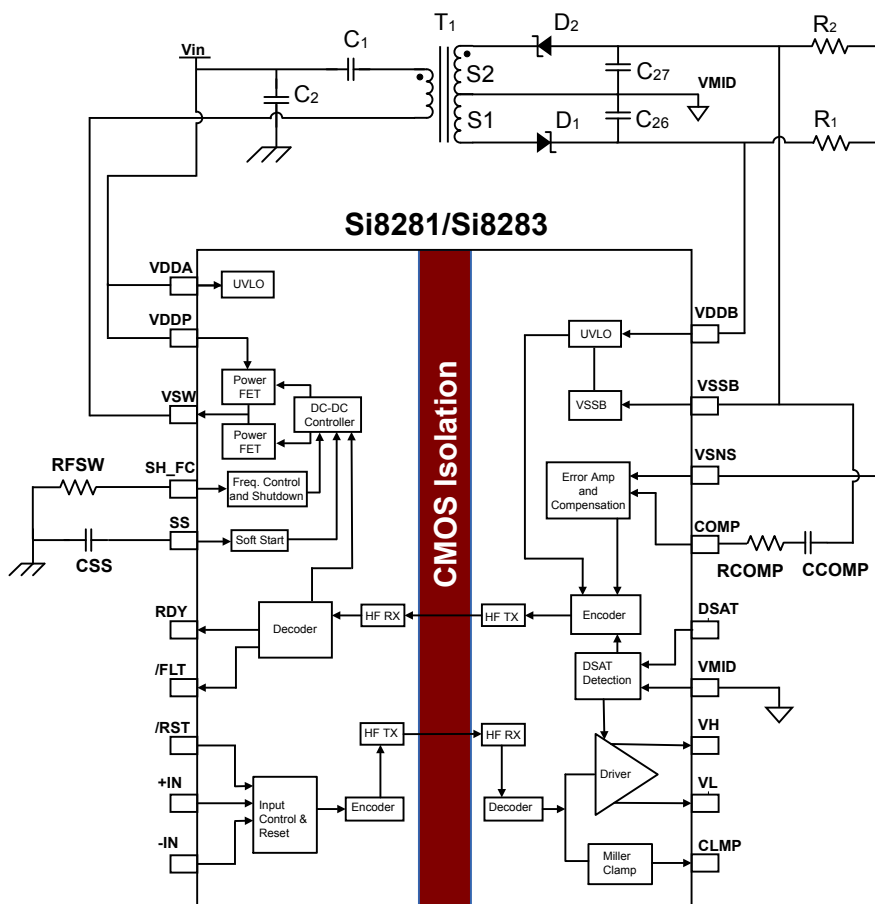 Vin
C1
T1
D2
R2
C2
S2
C27
VMID
S1
D1
C26
R1
Si8281/Si8283
VDDA
UVLO
VDDP
VDDB
UVLO
Power
FET
VSW
DC-DC
Controller
VSSB
VSSB
Power
FET
RFSW
SH_FC
Freq. Control
and Shutdown
VSNS
Error Amp
and
Compensation
SS
Soft Start
CSS
COMP
RCOMP
CCOMP
CMOS Isolation
RDY
Decoder
HF RX
HF TX
Encoder
DSAT
/FLT
DSAT
Detection
VMID
/RST
HF TX
HF RX
VH
+IN
Input
Control &
Reset
Encoder
Decoder
Driver
VL
-IN
Miller
Clamp
CLMP